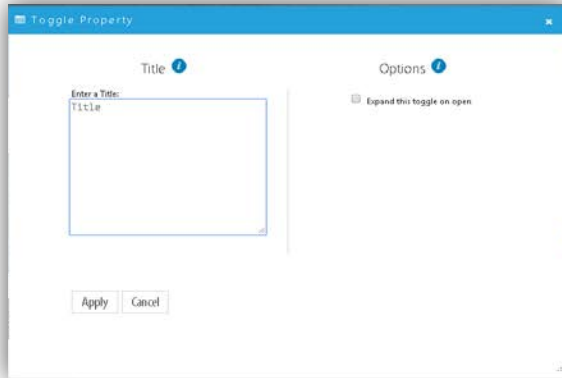 Toggle Property
Title
Options
Enter a Title:
Title
Expand this toggle on open
Apply
Cancel